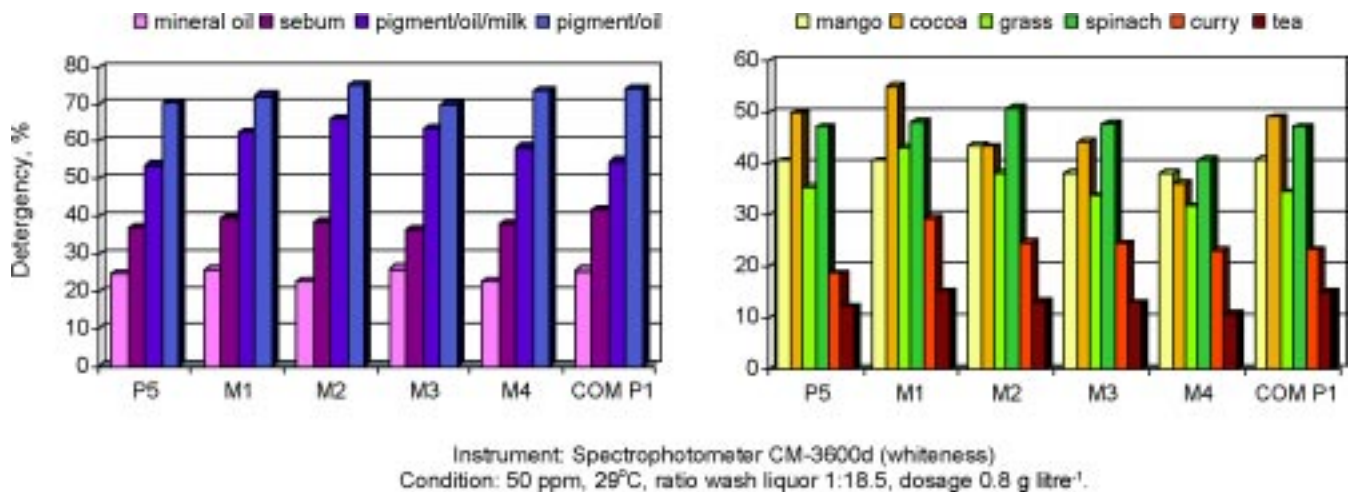 mineral oil sebum pigment/oil/milk pigment/oil
Detergency, %
80
70
60
50
40
30
20
10
0
P5 M1 M2 M3 M4 COM P1
mango cocoa grass spinach curry tea
60
50
40
30
20
10
0
P5 M1 M2 M3 M4 COM P1
Instrument: Spectrophotometer CM-3600d (whiteness)
Condition: 50 ppm, 29°C, ratio wash liquor 1:18.5, dosage 0.8 g litre⁻¹.